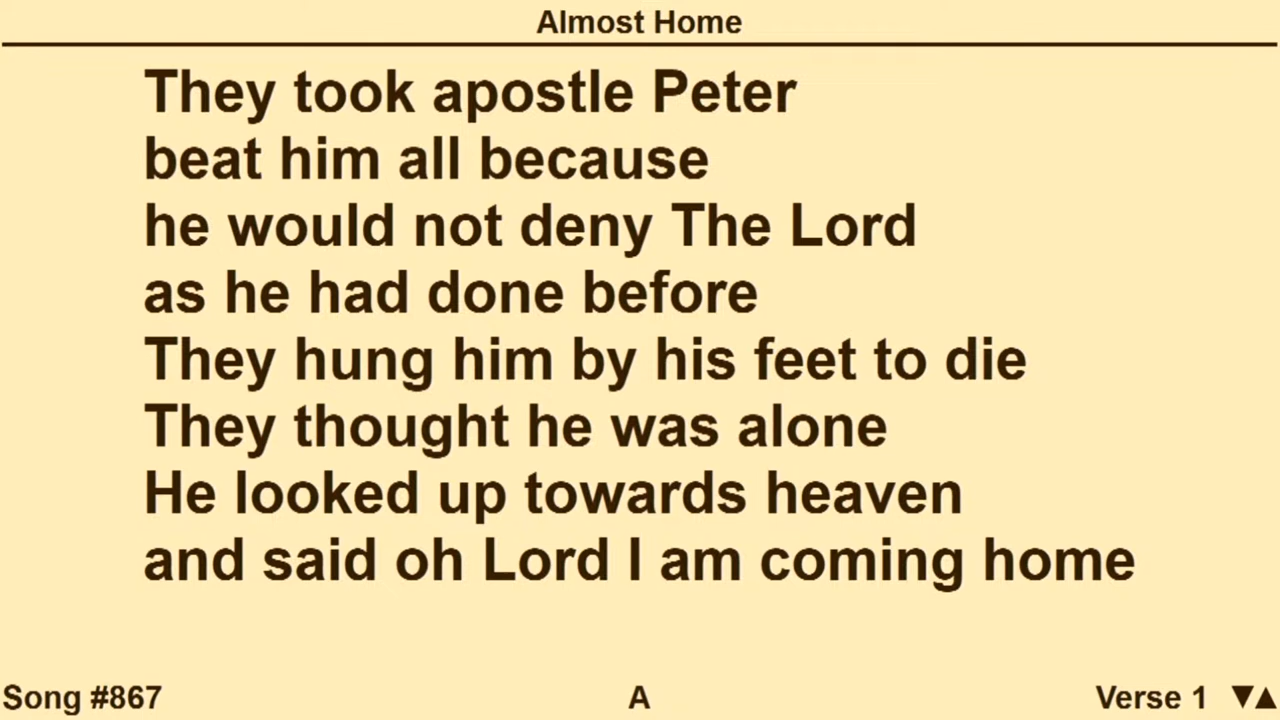 Almost Home
They took apostle Peter
beat him all because
he would not deny The Lord
as he had done before
They hung him by his feet to die
They thought he was alone
He looked up towards heaven
and said oh Lord I am coming home
Song #867 A Verse 1 ▼▲